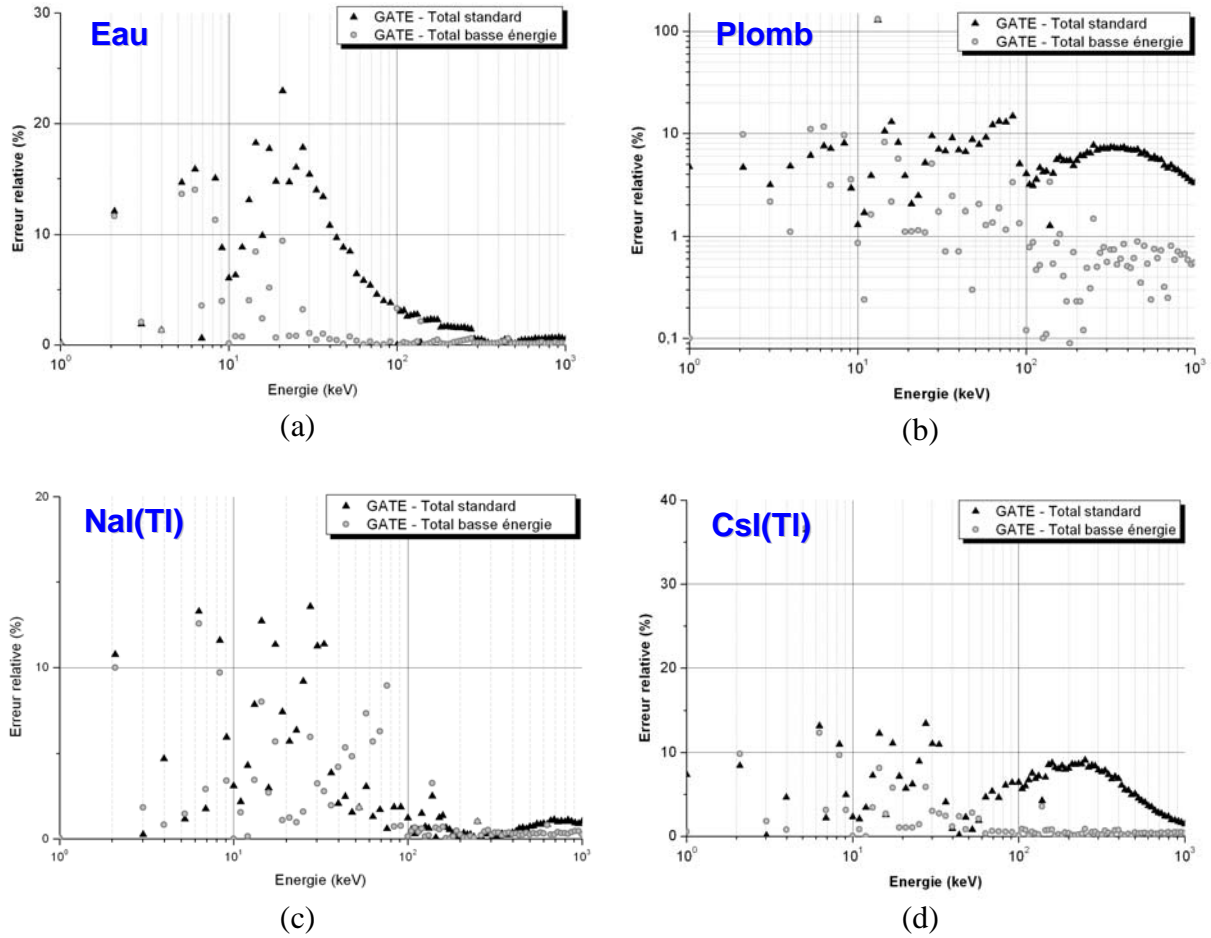 Eau
GATE - Total standard
GATE - Total basse énergie
30
20
10
0
Erreur relative (%)
10⁰
10¹
10²
10³
Energie (keV)
(a)
Plomb
GATE - Total standard
GATE - Total basse énergie
100
10
1
0,1
Erreur relative (%)
10⁰
10¹
10²
10³
Energie (keV)
(b)
NaI(Tl)
GATE - Total standard
GATE - Total basse énergie
20
10
0
Erreur relative (%)
10⁰
10¹
10²
10³
Energie (keV)
(c)
CsI(Tl)
GATE - Total standard
GATE - Total basse énergie
40
30
20
10
0
Erreur relative (%)
10⁰
10¹
10²
10³
Energie (keV)
(d)